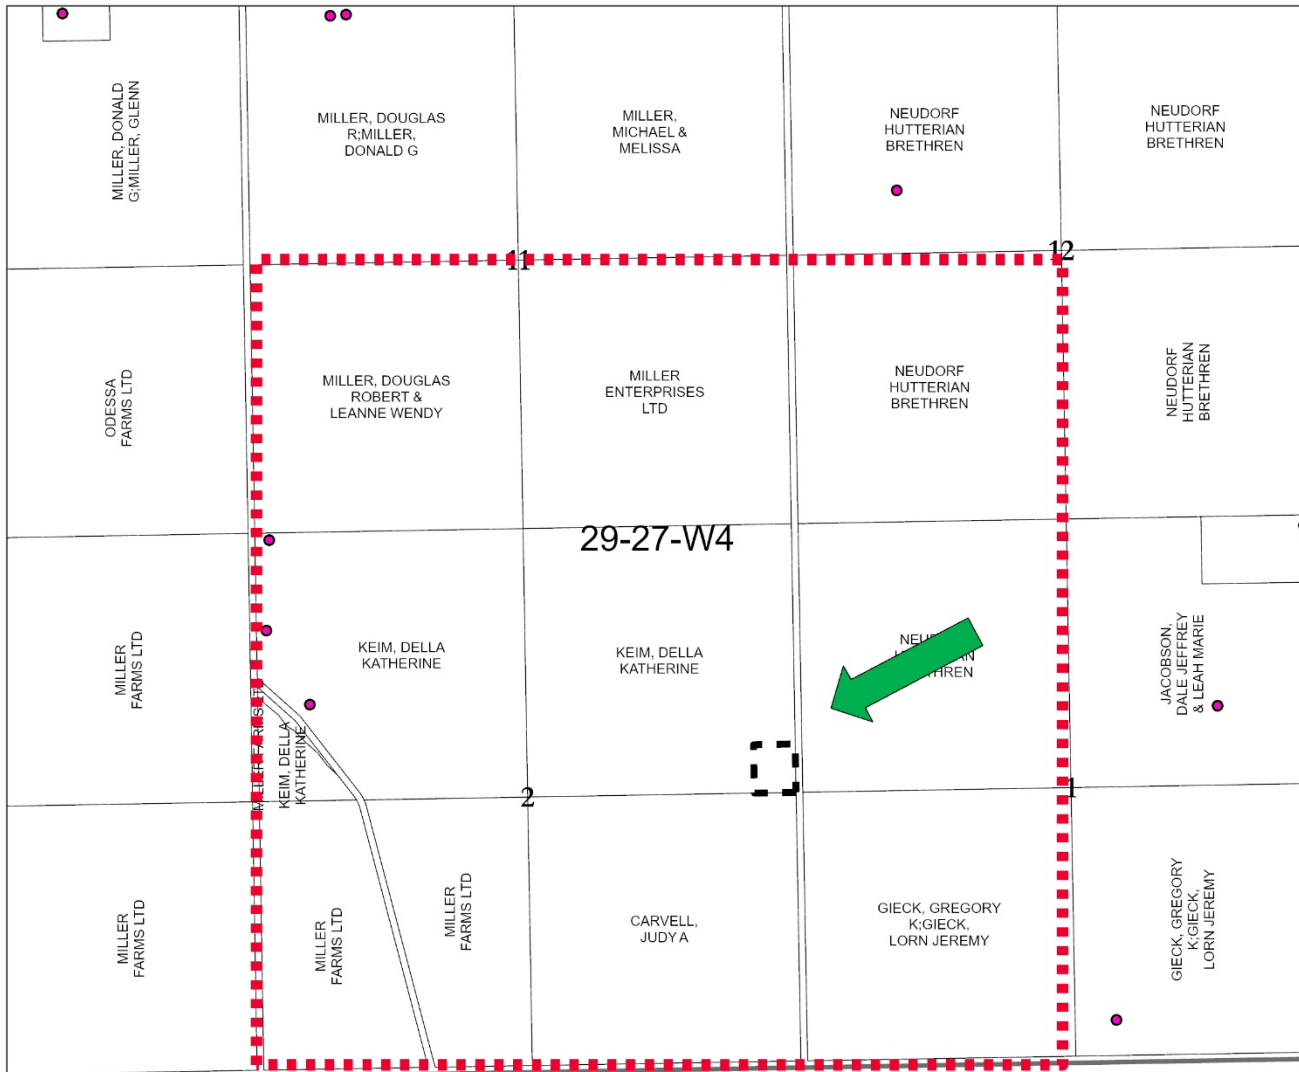 MILLER, DONALD
G;MILLER, GLENN
MILLER, DOUGLAS
R;MILLER,
DONALD G
MILLER,
MICHAEL &
MELISSA
NEUDORF
HUTTERIAN
BRETHREN
NEUDORF
HUTTERIAN
BRETHREN
11
12
ODESSA
FARMS LTD
MILLER, DOUGLAS
ROBERT &
LEANNE WENDY
MILLER
ENTERPRISES
LTD
NEUDORF
HUTTERIAN
BRETHREN
NEUDORF
HUTTERIAN
BRETHREN
29-27-W4
MILLER
FARMS LTD
KEIM, DELLA
KATHERINE
KEIM, DELLA
KATHERINE
JACOBSON,
DALE JEFFREY
& LEAH MARIE
KEIM, DELLA
KATHERINE
2
1
MILLER
FARMS LTD
MILLER
FARMS LTD
MILLER
FARMS LTD
CARVELL,
JUDY A
GIECK, GREGORY
K;GIECK,
LORN JEREMY
GIECK, GREGORY
K;GIECK,
LORN JEREMY